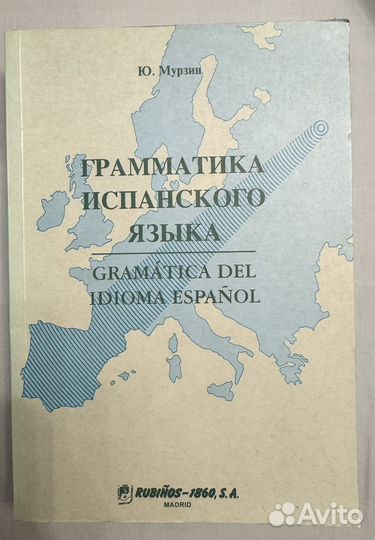 Ю. Мурзин
ГРАММАТИКА
ИСПАНСКОГО
ЯЗЫКА
GRAMÁTICA DEL
IDIOMA ESPAÑOL
RUBIÑOS-1860, S.A.
MADRID
Avito